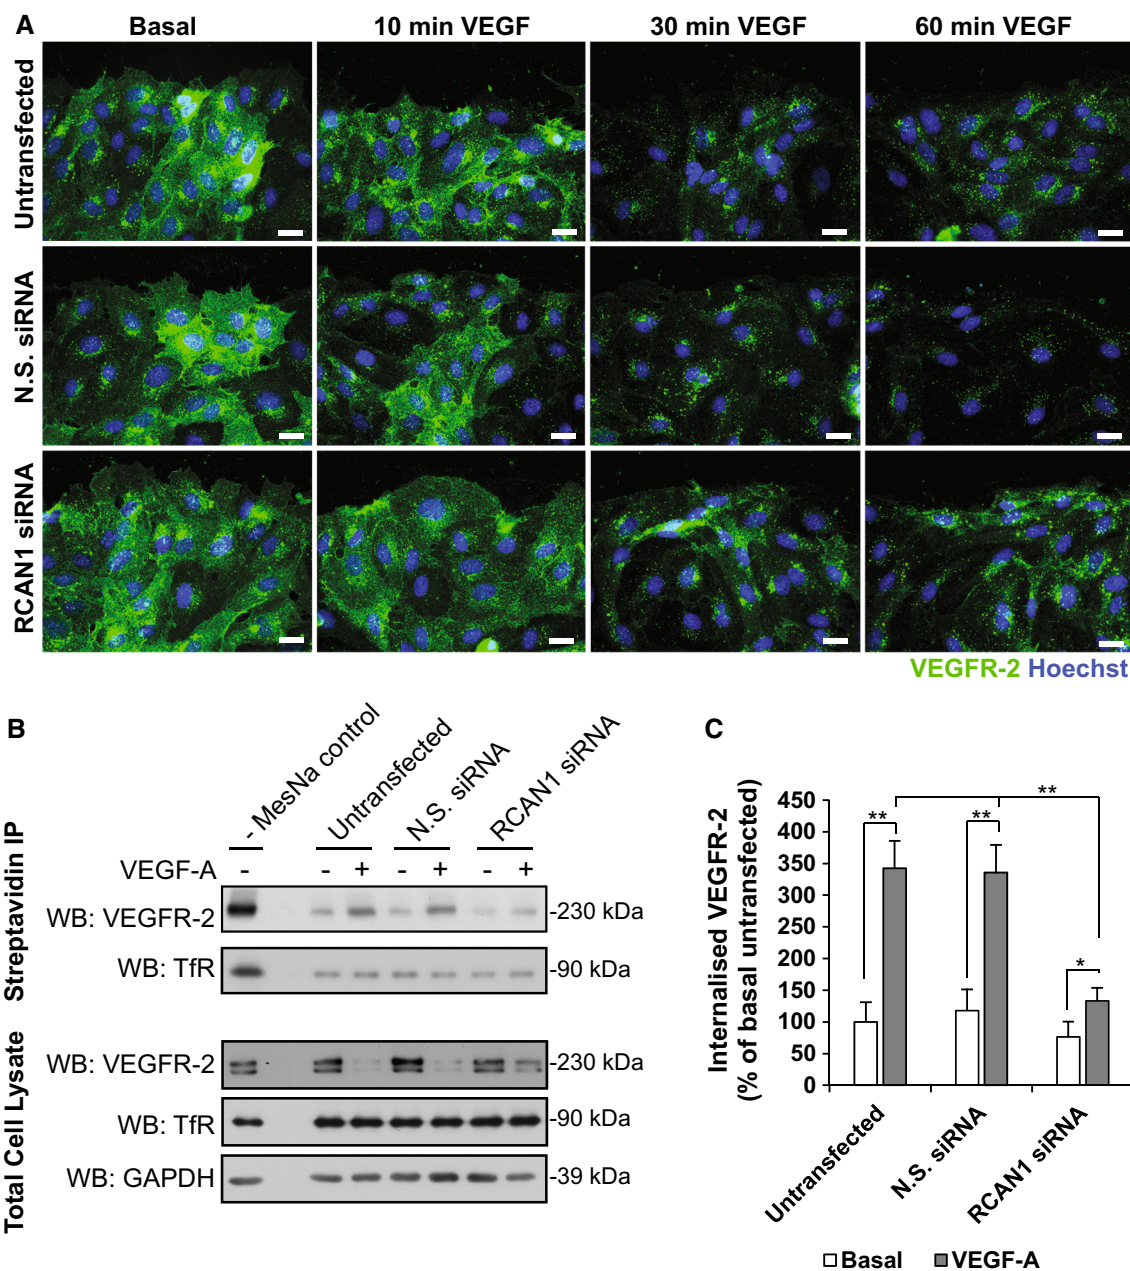 A
Basal
10 min VEGF
30 min VEGF
60 min VEGF
Untransfected
N.S. siRNA
RCAN1 siRNA
VEGFR-2 Hoechst
B
- MesNa control
Untransfected
N.S. siRNA
RCAN1 siRNA
VEGF-A - - + - + - +
Streptavidin IP
WB: VEGFR-2 -230 kDa
WB: TfR -90 kDa
Total Cell Lysate
WB: VEGFR-2 -230 kDa
WB: TfR -90 kDa
WB: GAPDH -39 kDa
C
Internalised VEGFR-2
(% of basal untransfected)
450
400
350
300
250
200
150
100
50
0
**
**
**
*
Untransfected
N.S. siRNA
RCAN1 siRNA
Basal
VEGF-A